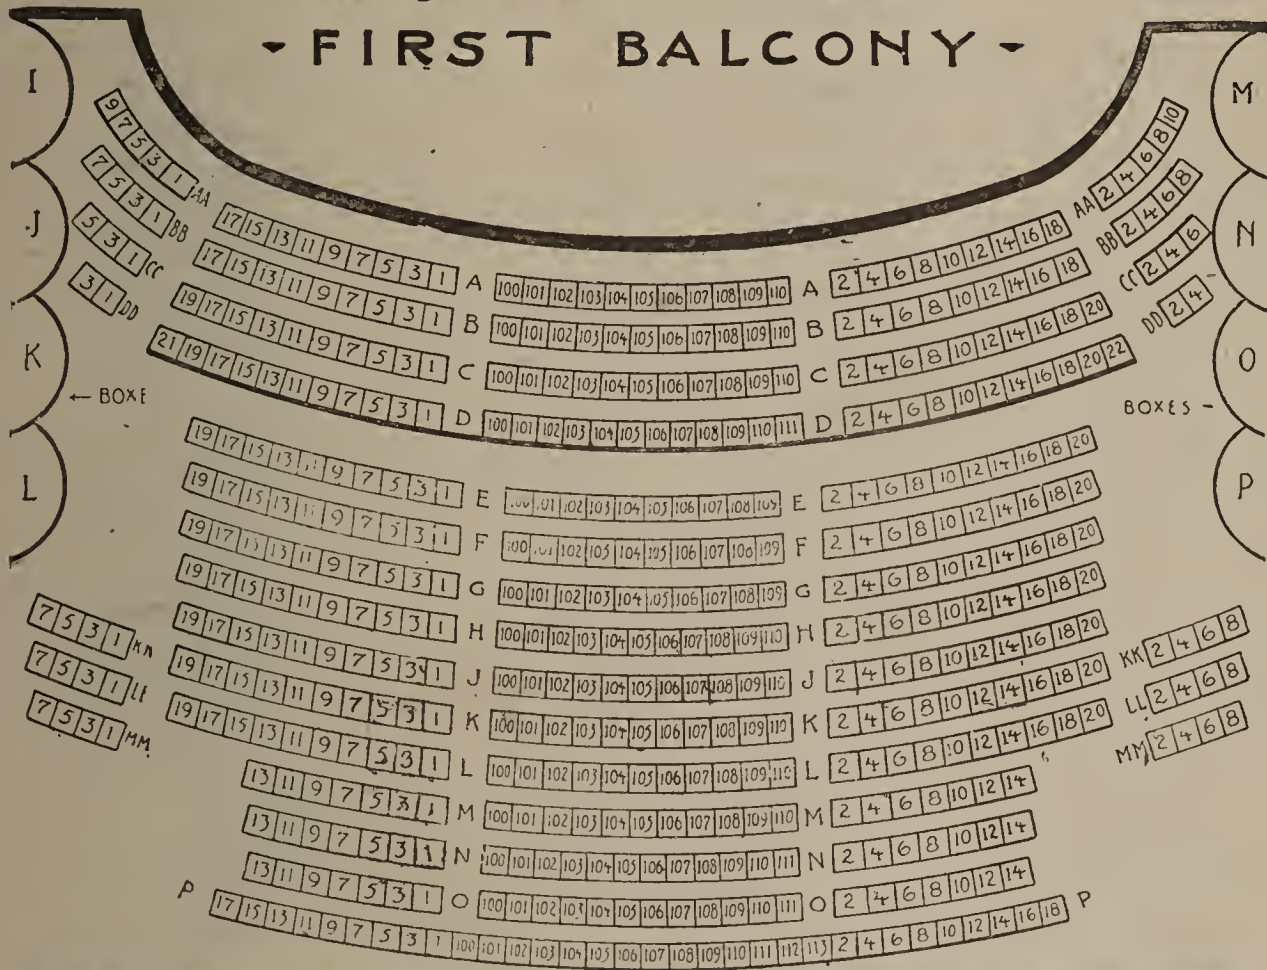 - FIRST BALCONY -
I
M
9 7 5 3 1 AA
AA 2 4 6 8 10
7 5 3 1 BB
BB 2 4 6 8
5 3 1 CC
CC 2 4 6
3 1 DD
DD 2 4
J
N
K
O
← BOXE
BOXES -
L
P
17 15 13 11 9 7 5 3 1 A 100 101 102 103 104 105 106 107 108 109 110 A 2 4 6 8 10 12 14 16 18
17 15 13 11 9 7 5 3 1 B 100 101 102 103 104 105 106 107 108 109 110 B 2 4 6 8 10 12 14 16 18
19 17 15 13 11 9 7 5 3 1 C 100 101 102 103 104 105 106 107 108 109 110 C 2 4 6 8 10 12 14 16 18 20
21 19 17 15 13 11 9 7 5 3 1 D 100 101 102 103 104 105 106 107 108 109 110 111 D 2 4 6 8 10 12 14 16 18 20 22
19 17 15 13 9 7 5 3 1 E 102 103 104 105 106 107 108 109 E 2 4 6 8 10 12 14 16 18 20
19 17 15 13 9 7 5 3 1 F 100 102 103 104 105 106 107 108 109 F 2 4 6 8 10 12 14 16 18 20
19 17 15 13 11 9 7 5 3 1 G 100 101 102 103 104 105 106 107 108 109 G 2 4 6 8 10 12 14 16 18 20
19 17 15 13 11 9 7 5 3 1 H 100 101 102 103 104 105 106 107 108 109 110 H 2 4 6 8 10 12 14 16 18 20
19 17 15 13 11 9 7 5 3 1 J 100 101 102 103 104 105 106 107 108 109 110 J 2 4 6 8 10 12 14 16 18 20
19 17 15 13 11 9 7 5 3 1 K 100 101 102 103 104 105 106 107 108 109 110 K 2 4 6 8 10 12 14 16 18 20
19 17 15 13 11 9 7 5 3 1 L 100 101 102 103 104 105 106 107 108 109 110 L 2 4 6 8 10 12 14 16 18 20
7 5 3 1 KK
KK 2 4 6 8
7 5 3 1 LL
LL 2 4 6 8
7 5 3 1 MM
MM 2 4 6 8
13 11 9 7 5 3 1 M 100 101 102 103 104 105 106 107 108 109 110 M 2 4 6 8 10 12 14
13 11 9 7 5 3 1 N 100 101 102 103 104 105 106 107 108 109 110 111 N 2 4 6 8 10 12 14
13 11 9 7 5 3 1 O 100 101 102 103 104 105 106 107 108 109 110 111 O 2 4 6 8 10 12 14
P 17 15 13 11 9 7 5 3 1 100 101 102 103 104 105 106 107 108 109 110 111 112 113 2 4 6 8 10 12 14 16 18 P